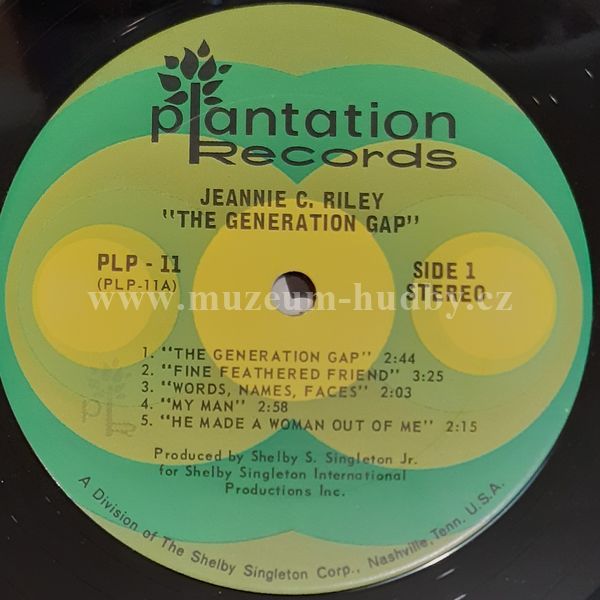 plantation
Records
JEANNIE C. RILEY
"THE GENERATION GAP"
PLP - 11
(PLP-11A)
SIDE 1
STEREO
www.muzeum-hudby.cz
1. "THE GENERATION GAP" 2:44
2. "FINE FEATHERED FRIEND" 3:25
3. "WORDS, NAMES, FACES" 2:03
4. "MY MAN" 2:58
5. "HE MADE A WOMAN OUT OF ME" 2:15
Produced by Shelby S. Singleton Jr.
for Shelby Singleton International
Productions Inc.
A Division of The Shelby Singleton Corp., Nashville, Tenn. U.S.A.